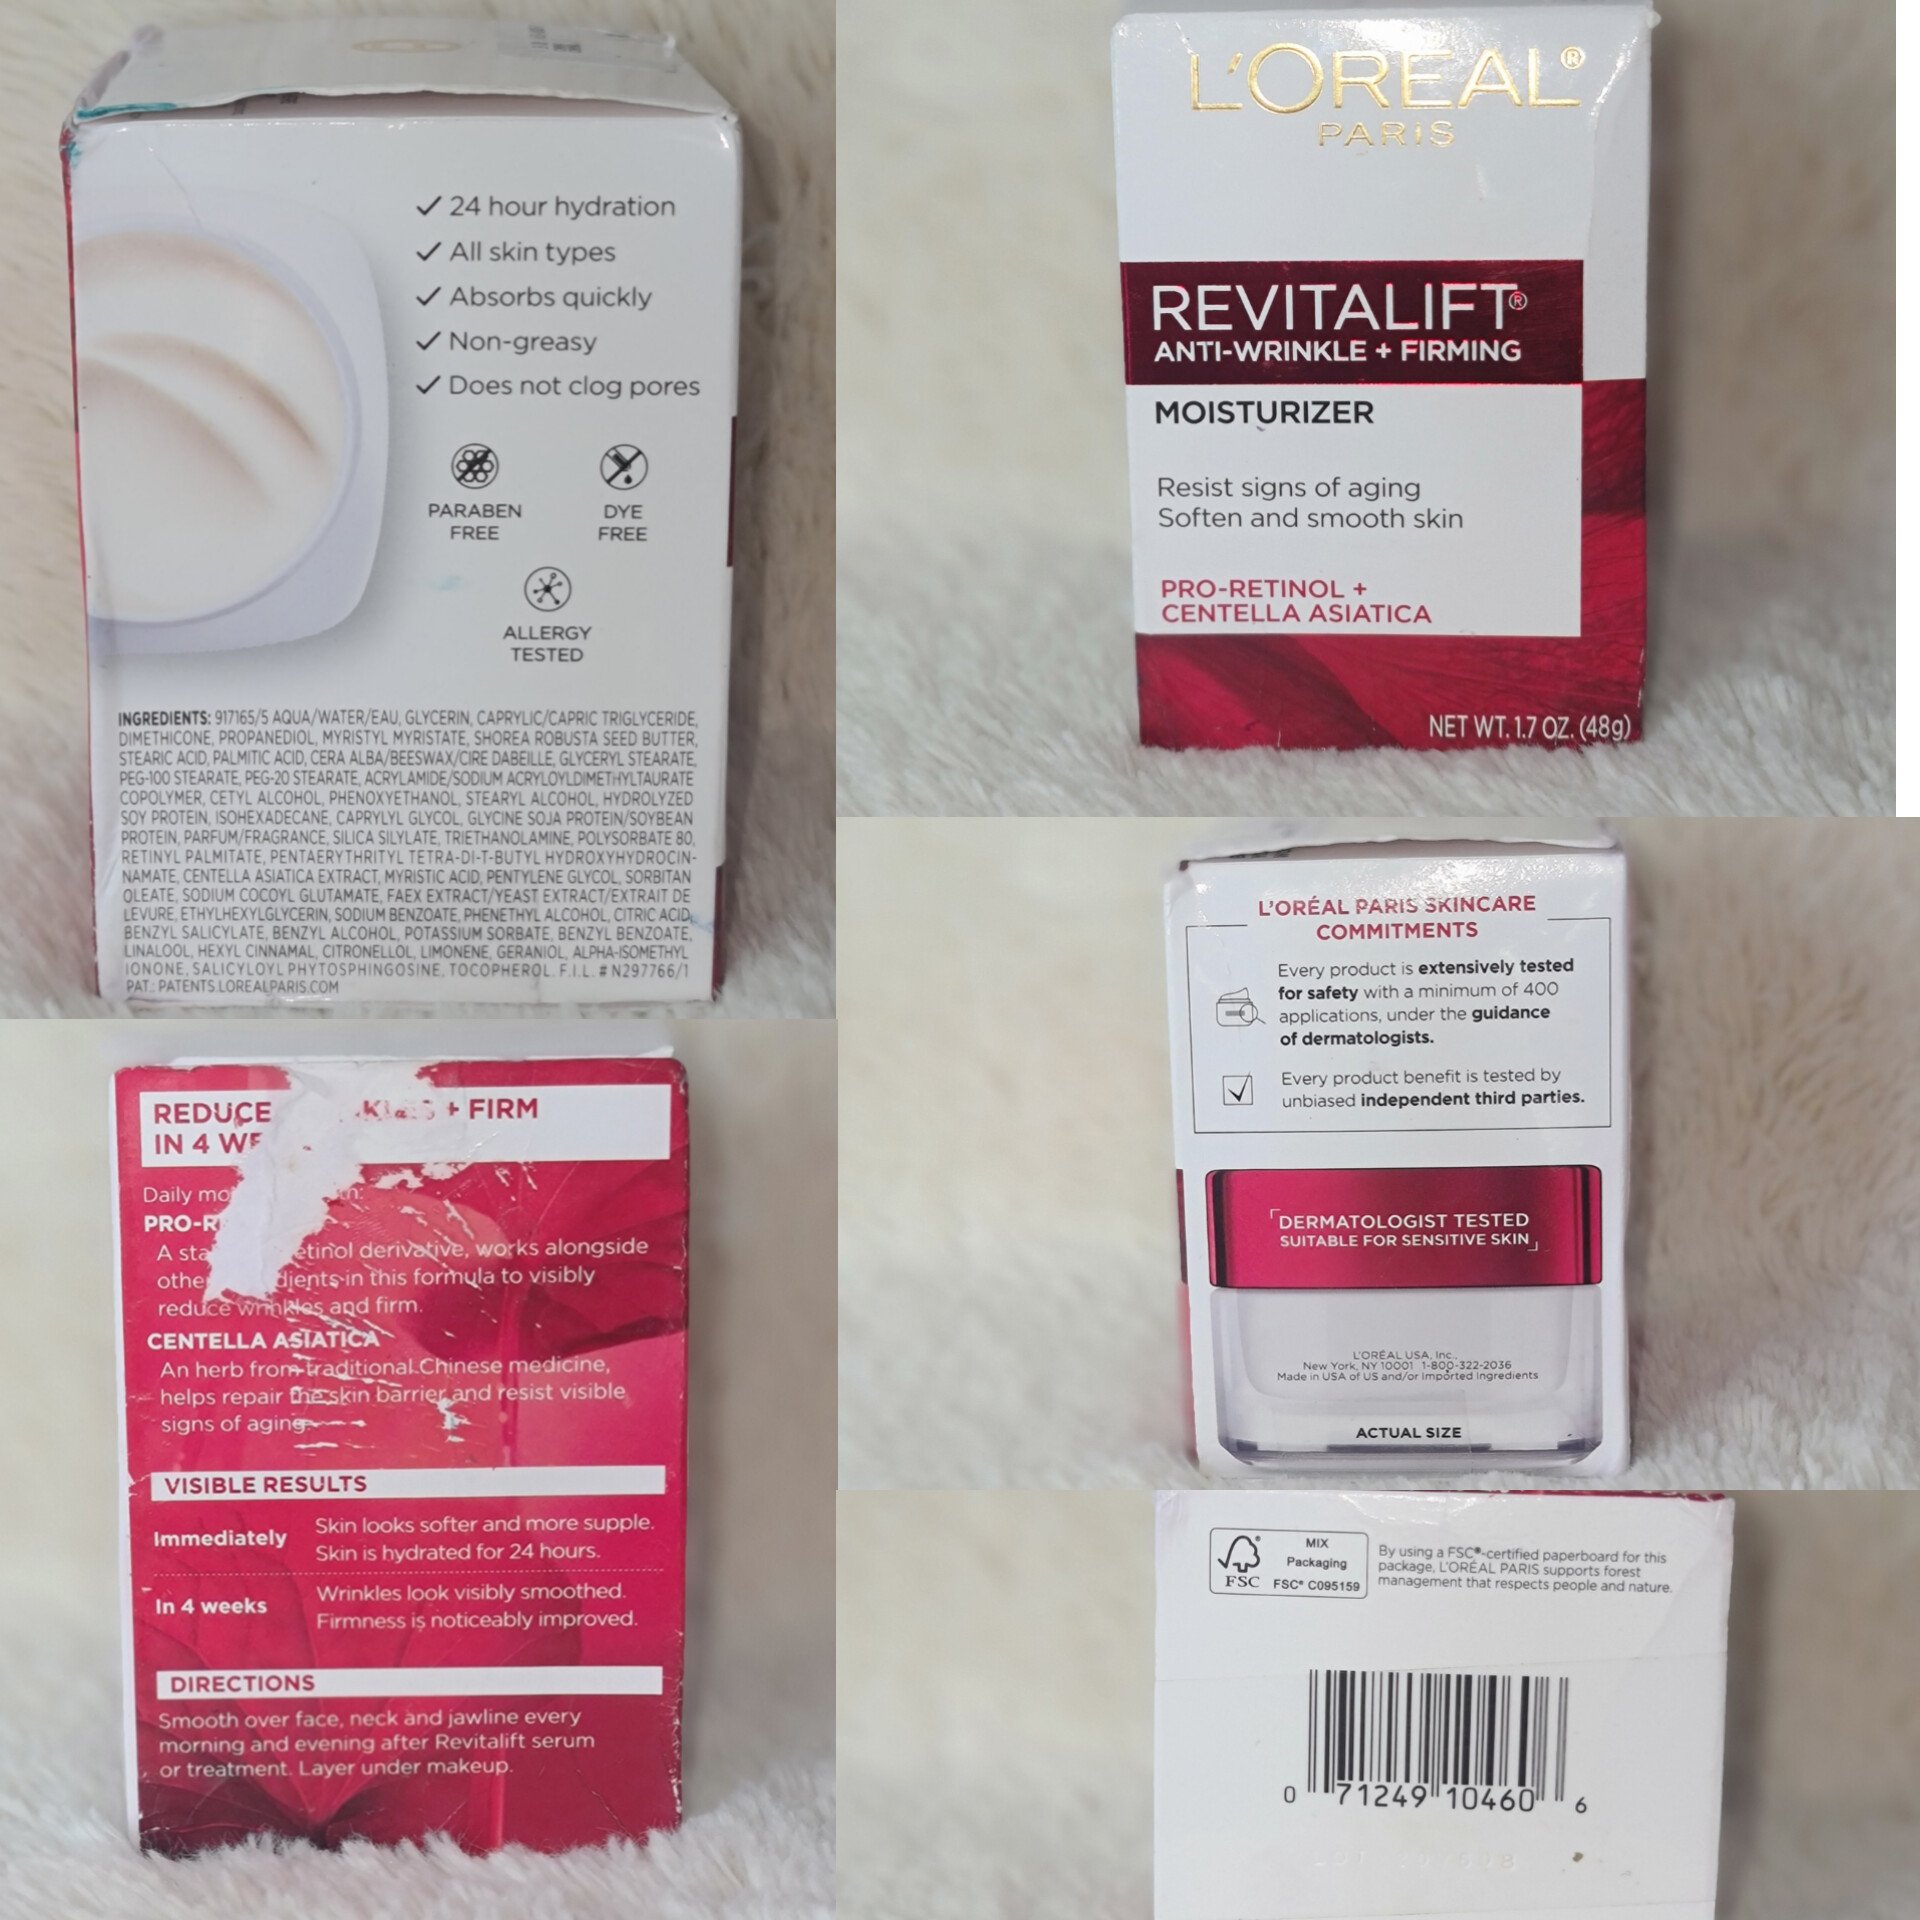 24 hour hydration
All skin types
Absorbs quickly
Non-greasy
Does not clog pores
PARABEN
FREE
DYE
FREE
ALLERGY
TESTED
INGREDIENTS: 917165/5 AQUA/WATER/EAU, GLYCERIN, CAPRYLIC/CAPRIC TRIGLYCERIDE,
DIMETHICONE, PROPANEDIOL, MYRISTYL MYRISTATE, SHOREA ROBUSTA SEED BUTTER,
STEARIC ACID, PALMITIC ACID, CERA ALBA/BEESWAX/CIRE DABEILLE, GLYCERYL STEARATE,
PEG-100 STEARATE, PEG-20 STEARATE, ACRYLAMIDE/SODIUM ACRYLOYLDIMETHYLTAURATE
COPOLYMER, CETYL ALCOHOL, PHENOXYETHANOL, STEARYL ALCOHOL, HYDROLYZED
SOY PROTEIN, ISOHEXADECANE, CAPRYLYL GLYCOL, GLYCINE SOJA PROTEIN/SOYBEAN
PROTEIN, PARFUM/FRAGRANCE, SILICA SILYLATE, TRIETHANOLAMINE, POLYSORBATE 80,
RETINYL PALMITATE, PENTAERYTHRITYL TETRA-DI-T-BUTYL HYDROXYHYDROCIN-
NAMATE, CENTELLA ASIATICA EXTRACT, MYRISTIC ACID, PENTYLENE GLYCOL, SORBITAN
OLEATE, SODIUM COCOYL GLUTAMATE, FAEX EXTRACT/YEAST EXTRACT/EXTRAIT DE
LEVURE, ETHYLHEXYLGLYCERIN, SODIUM BENZOATE, PHENETHYL ALCOHOL, CITRIC ACID,
BENZYL SALICYLATE, BENZYL ALCOHOL, POTASSIUM SORBATE, BENZYL BENZOATE,
LINALOOL, HEXYL CINNAMAL, CITRONELLOL, LIMONENE, GERANIOL, ALPHA-ISOMETHYL
IONONE, SALICYLOYL PHYTOSPHINGOSINE, TOCOPHEROL. F.I.L. # N297766/1
PAT.: PATENTS.LOREALPARIS.COM
L'ORÉAL®
PARIS
REVITALIFT®
ANTI-WRINKLE + FIRMING
MOISTURIZER
Resist signs of aging
Soften and smooth skin
PRO-RETINOL +
CENTELLA ASIATICA
NET WT. 1.7 OZ. (48g)
L'ORÉAL PARIS SKINCARE
COMMITMENTS
Every product is extensively tested
for safety with a minimum of 400
applications, under the guidance
of dermatologists.
Every product benefit is tested by
unbiased independent third parties.
DERMATOLOGIST TESTED
SUITABLE FOR SENSITIVE SKIN
L'ORÉAL USA, Inc.,
New York, NY 10001 1-800-322-2036
Made in USA of US and/or Imported Ingredients
ACTUAL SIZE
REDUCE + FIRM
IN 4
Daily
A
derivative, works alongside
in this formula to visibly
reduce wrinkles and firm.
CENTELLA ASIATICA
An herb from traditional Chinese medicine,
helps repair the skin barrier and resist visible
signs of aging.
VISIBLE RESULTS
Immediately
Skin looks softer and more supple.
Skin is hydrated for 24 hours.
In 4 weeks
Wrinkles look visibly smoothed.
Firmness is noticeably improved.
DIRECTIONS
Smooth over face, neck and jawline every
morning and evening after Revitalift serum
or treatment. Layer under makeup.
FSC
MIX
Packaging
FSC® C095159
By using a FSC®-certified paperboard for this
package, L'ORÉAL PARIS supports forest
management that respects people and nature.
0 71249 10460 6